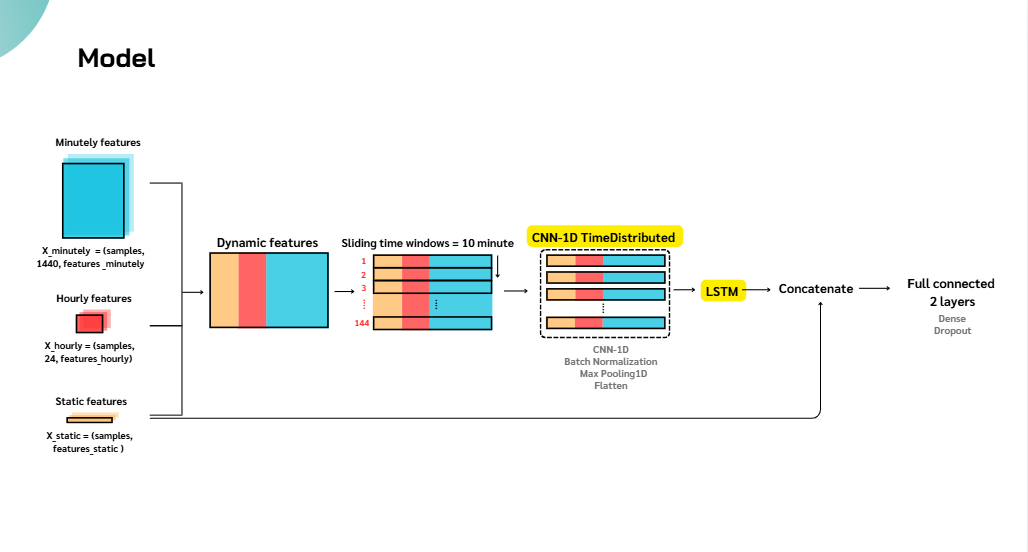 Model
Minutely features
X_minutely = (samples,
1440, features_minutely
Hourly features
X_hourly = (samples,
24, features_hourly)
Static features
X_static = (samples,
features_static )
Dynamic features
Sliding time windows = 10 minute
1
2
3
⋮
144
CNN-1D TimeDistributed
CNN-1D
Batch Normalization
Max Pooling1D
Flatten
LSTM
Concatenate
Full connected
2 layers
Dense
Dropout